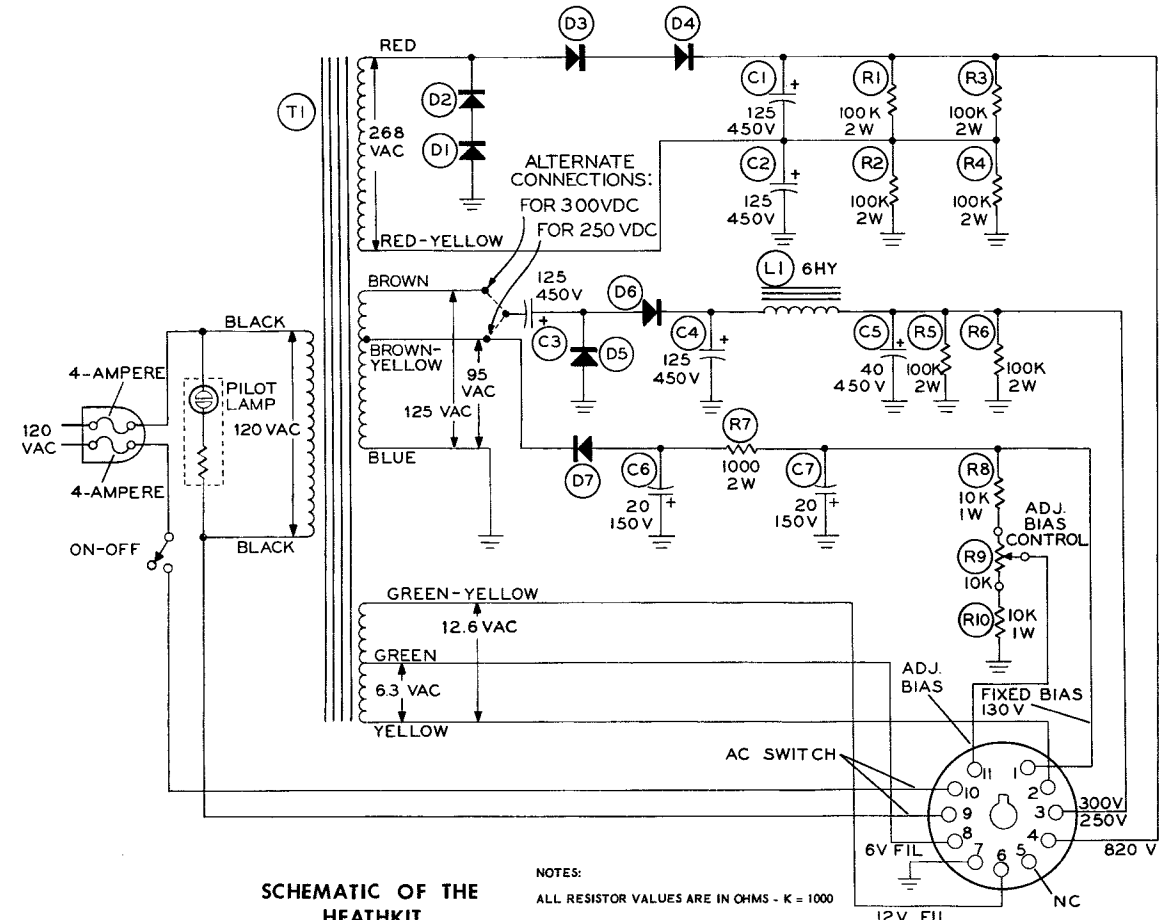 D3
D4
RED
D2
C1
+
125
450V
R1
100K
2W
R3
100K
2W
T1
268
VAC
D1
ALTERNATE
CONNECTIONS:
FOR 300VDC
FOR 250 VDC
C2
+
125
450V
R2
100K
2W
R4
100K
2W
RED-YELLOW
L1 6HY
BROWN
125
450V
+
C3
D6
D5
C4
+
125
450V
C5
+
40
450V
R5
100K
2W
R6
100K
2W
BLACK
BROWN-
YELLOW
95
VAC
125 VAC
4-AMPERE
PILOT
LAMP
120
VAC
120 VAC
4-AMPERE
BLUE
D7
C6
20
150V
+
R7
1000
2W
C7
20
150V
+
R8
10K
1W
ADJ.
BIAS
CONTROL
R9
10K
R10
10K
1W
ON-OFF
BLACK
GREEN-YELLOW
12.6 VAC
GREEN
6.3 VAC
YELLOW
ADJ.
BIAS
FIXED BIAS
130V
AC SWITCH
11
1
10
2
9
3
300V
250V
8
4
820 V
7
6
5
6V FIL
NC
12V FIL
SCHEMATIC OF THE
HEATHKIT
NOTES:
ALL RESISTOR VALUES ARE IN OHMS - K = 1000